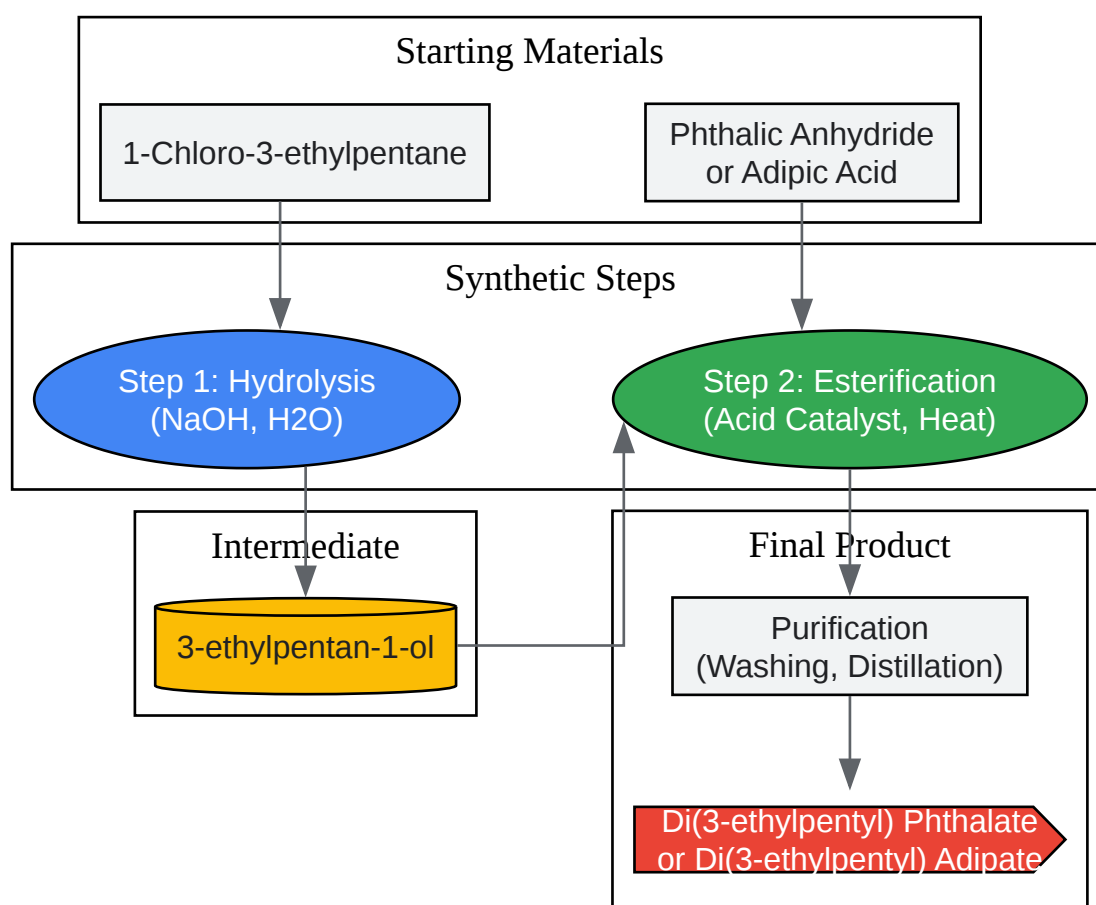 Starting Materials
1-Chloro-3-ethylpentane
Phthalic Anhydride
or Adipic Acid
Synthetic Steps
Step 1: Hydrolysis
(NaOH, H2O)
Step 2: Esterification
(Acid Catalyst, Heat)
Intermediate
3-ethylpentan-1-ol
Final Product
Purification
(Washing, Distillation)
Di(3-ethylpentyl) Phthalate
or Di(3-ethylpentyl) Adipate